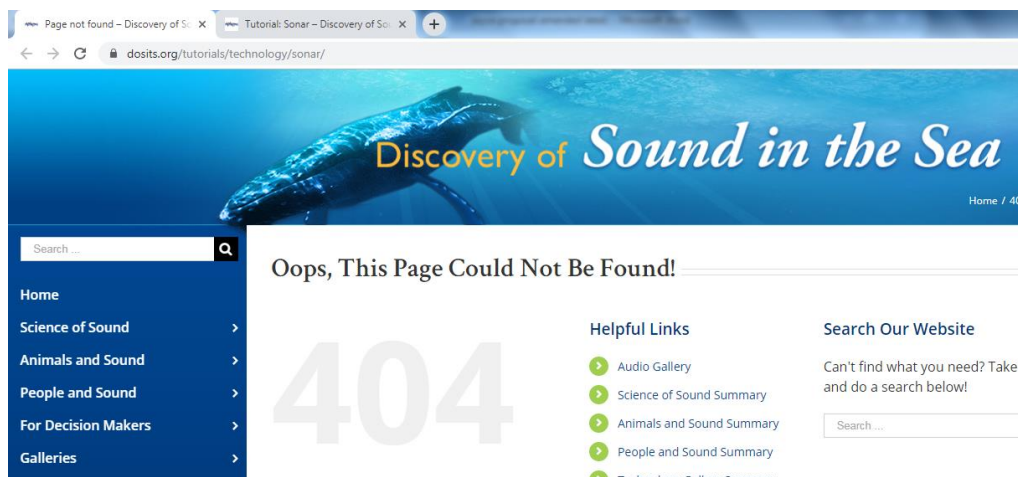 Page not found – Discovery of So
Tutorial: Sonar – Discovery of Sou
dosits.org/tutorials/technology/sonar/
Discovery of Sound in the Sea
Home / 40
Search ...
Home
Science of Sound
Animals and Sound
People and Sound
For Decision Makers
Galleries
Oops, This Page Could Not Be Found!
404
Helpful Links
Audio Gallery
Science of Sound Summary
Animals and Sound Summary
People and Sound Summary
Search Our Website
Can't find what you need? Take
and do a search below!
Search ...